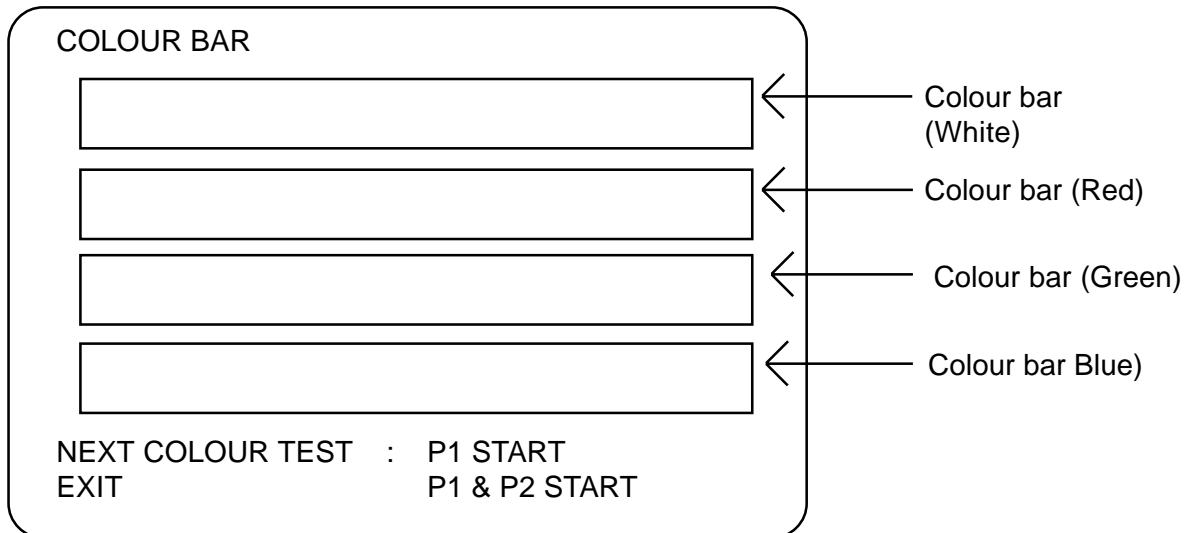 COLOUR BAR
Colour bar
(White)
Colour bar (Red)
Colour bar (Green)
Colour bar Blue)
NEXT COLOUR TEST : P1 START
EXIT P1 & P2 START